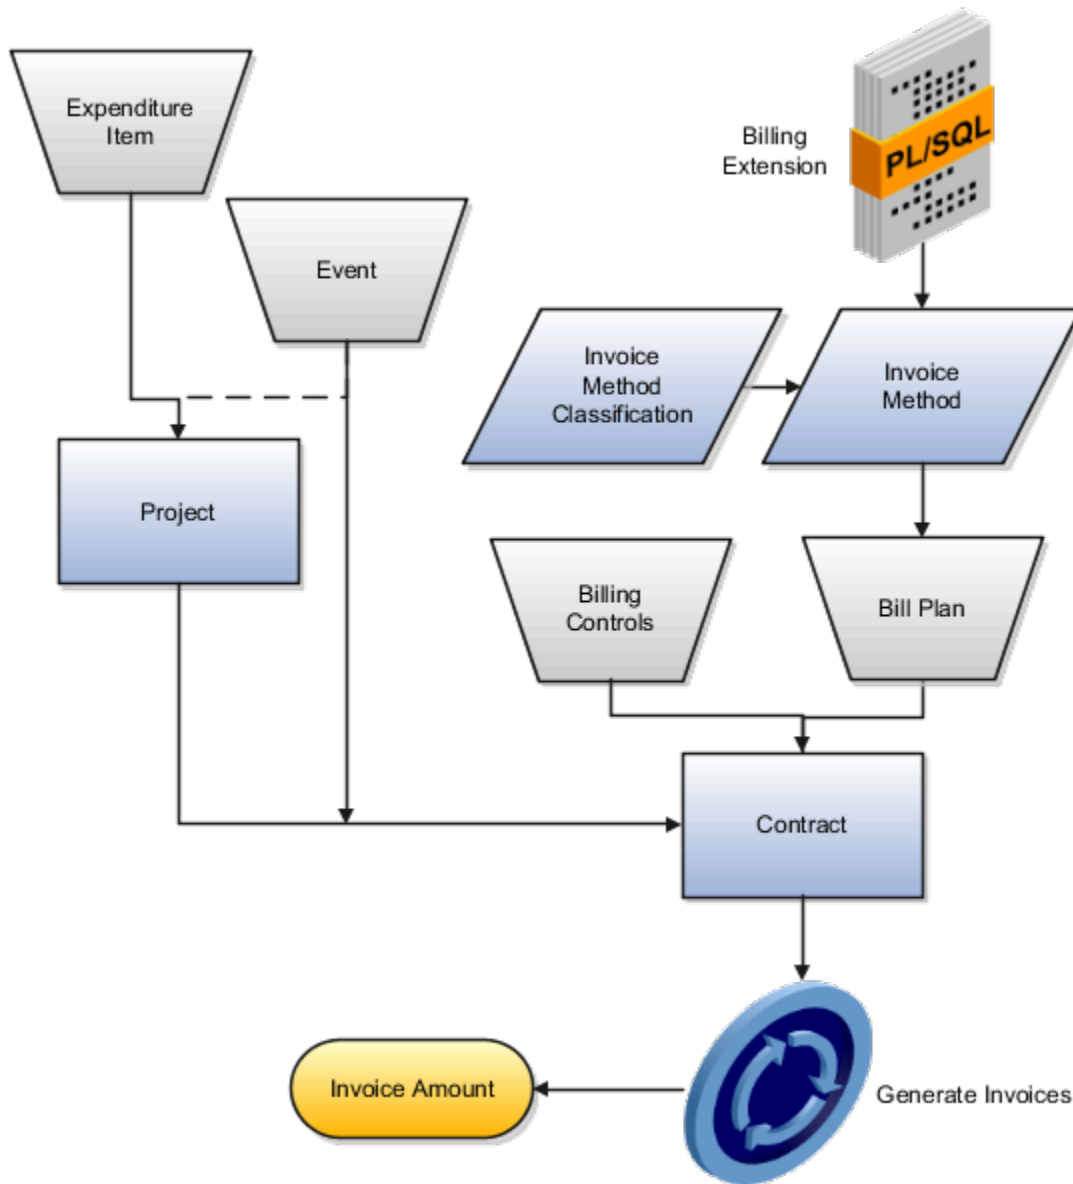 Expenditure
Item
Billing
Extension
PL/SQL
Event
Invoice
Method
Classification
Invoice
Method
Project
Billing
Controls
Bill Plan
Contract
Invoice Amount
Generate Invoices